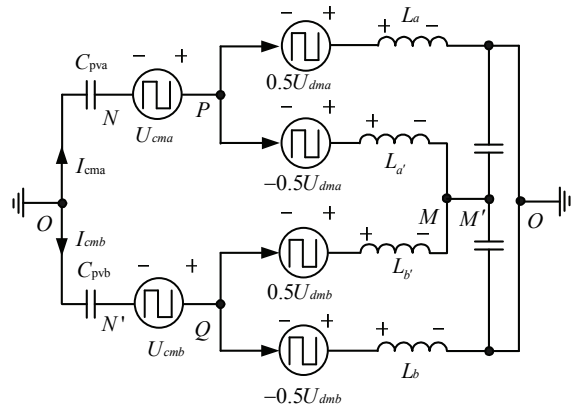 − + Lₐ
+ −
− +
Cpva
0.5Udma
N
P
− +
+ −
Ucma
Lₐ′
Icma
−0.5Udma
O
M
M′
O
Icmb
− +
+ −
Cpvb
− +
Lb′
0.5Udmb
N'
Q
− +
+ −
Ucmb
Lb
−0.5Udmb